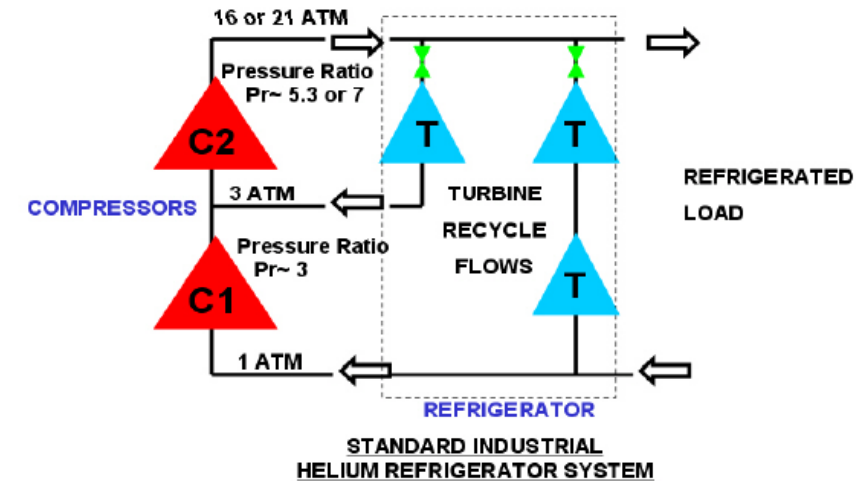 16 or 21 ATM
Pressure Ratio
Pr~ 5.3 or 7
C2
T
T
COMPRESSORS
3 ATM
TURBINE
RECYCLE
FLOWS
REFRIGERATED
LOAD
Pressure Ratio
Pr~ 3
C1
T
1 ATM
REFRIGERATOR
STANDARD INDUSTRIAL
HELIUM REFRIGERATOR SYSTEM